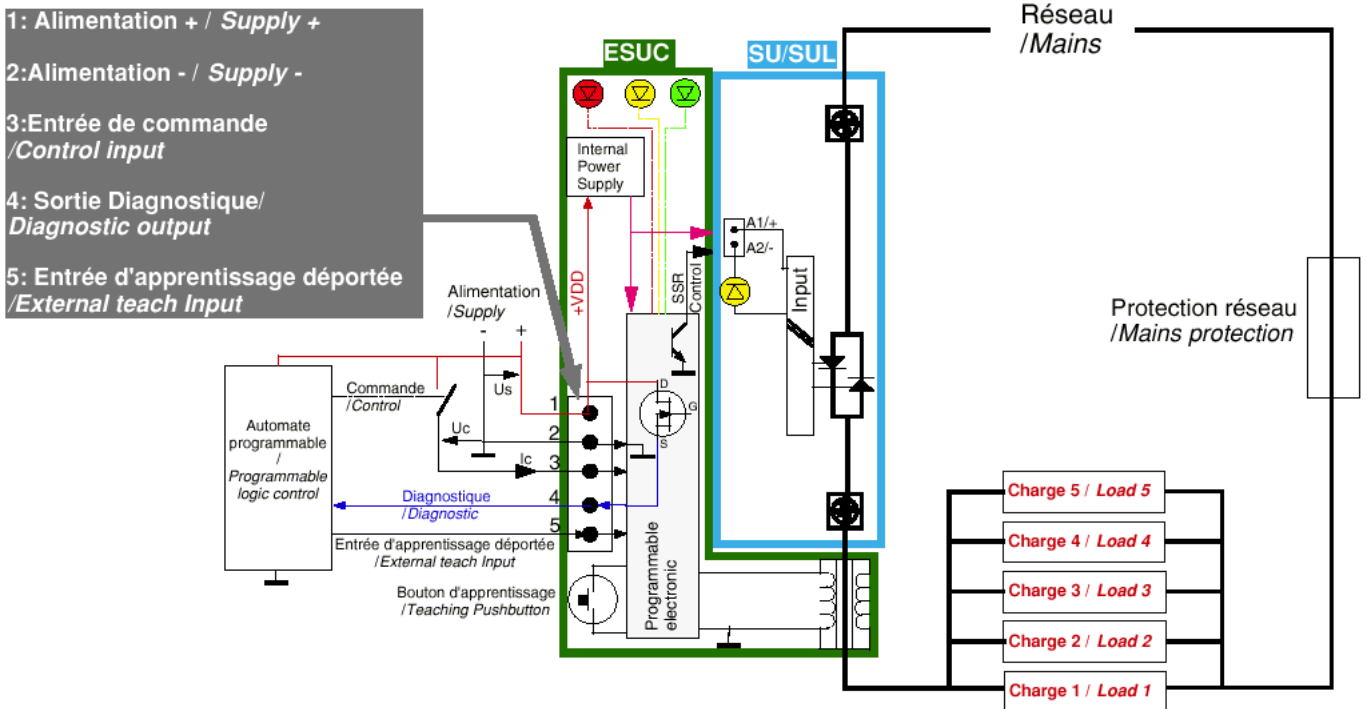 1: Alimentation + / Supply +
2:Alimentation - / Supply -
3:Entrée de commande
/Control input
4: Sortie Diagnostique/
Diagnostic output
5: Entrée d'apprentissage déportée
/External teach Input
ESUC
SU/SUL
Réseau
/Mains
Internal
Power
Supply
A1/+
A2/-
+VDD
SSR
Control
Input
Alimentation
/Supply
-
+
Us
Protection réseau
/Mains protection
Commande
/Control
Automate
programmable
/
Programmable
logic control
Uc
Ic
1
2
3
4
5
D
G
S
Diagnostique
/Diagnostic
Entrée d'apprentissage déportée
/External teach Input
Bouton d'apprentissage
/Teaching Pushbutton
Programmable
electronic
Charge 5 / Load 5
Charge 4 / Load 4
Charge 3 / Load 3
Charge 2 / Load 2
Charge 1 / Load 1